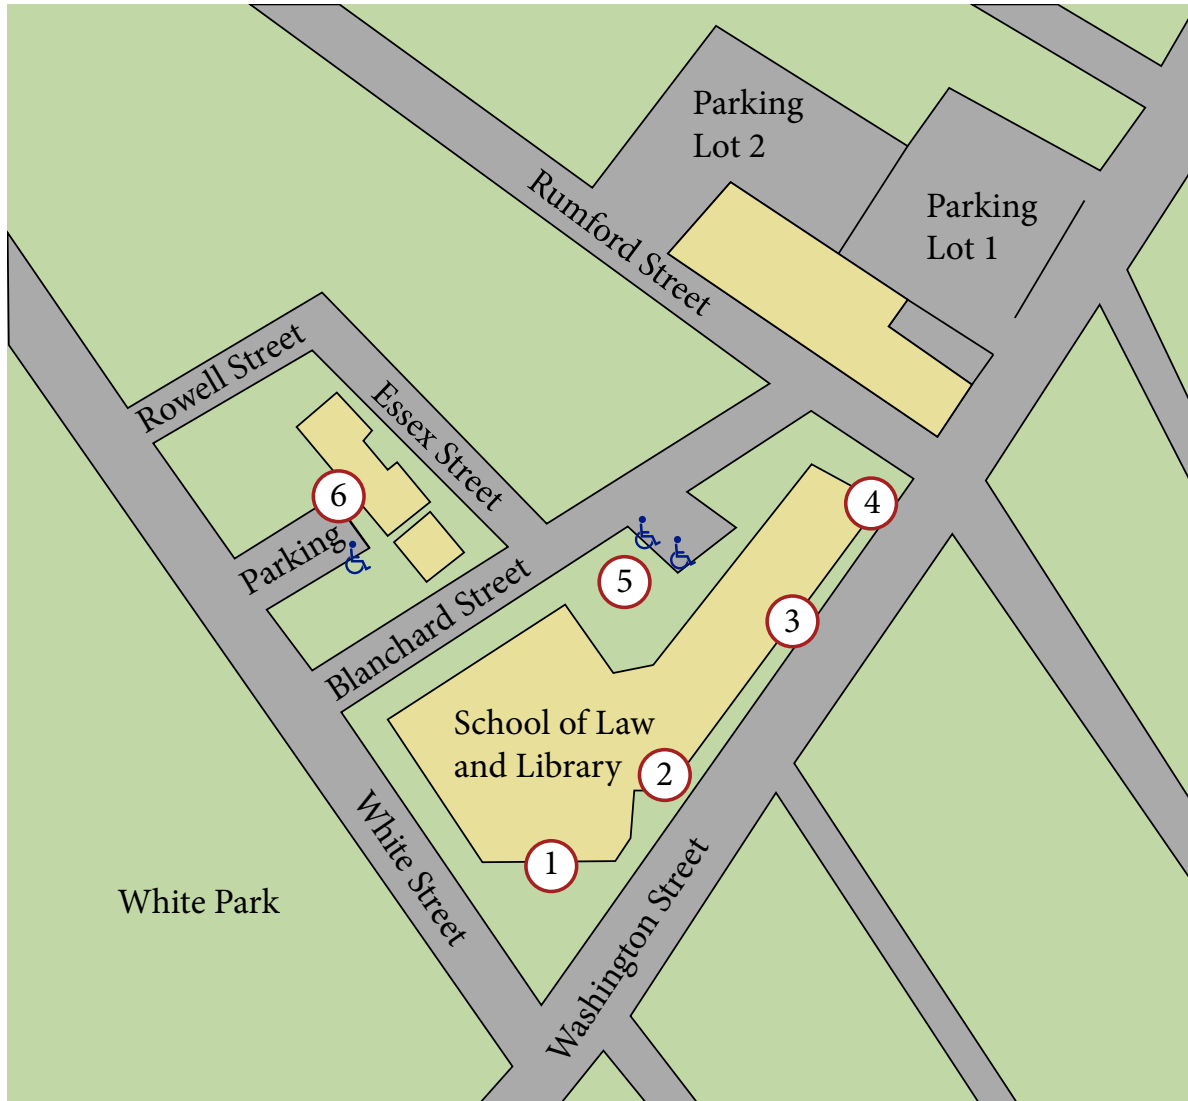 Parking
Lot 2
Parking
Lot 1
Rumford Street
Rowell Street
Essex Street
6
4
Parking
5
3
Blanchard Street
School of Law
and Library
2
1
White Street
Washington Street
White Park